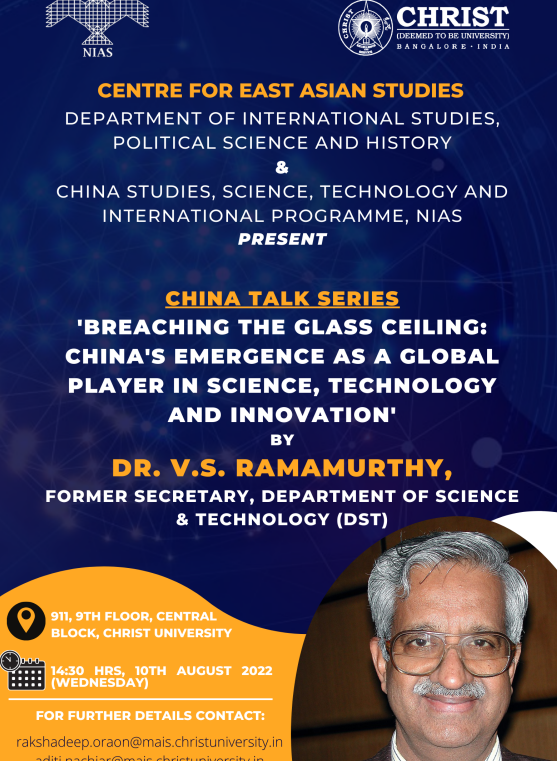 NIAS
CHRIST
(DEEMED TO BE UNIVERSITY)
BANGALORE · INDIA
CENTRE FOR EAST ASIAN STUDIES
DEPARTMENT OF INTERNATIONAL STUDIES,
POLITICAL SCIENCE AND HISTORY
&
CHINA STUDIES, SCIENCE, TECHNOLOGY AND
INTERNATIONAL PROGRAMME, NIAS
PRESENT
CHINA TALK SERIES
'BREACHING THE GLASS CEILING:
CHINA'S EMERGENCE AS A GLOBAL
PLAYER IN SCIENCE, TECHNOLOGY
AND INNOVATION'
BY
DR. V.S. RAMAMURTHY,
FORMER SECRETARY, DEPARTMENT OF SCIENCE
& TECHNOLOGY (DST)
911, 9TH FLOOR, CENTRAL
BLOCK, CHRIST UNIVERSITY
14:30 HRS, 10TH AUGUST 2022
(WEDNESDAY)
FOR FURTHER DETAILS CONTACT:
rakshadeep.oraon@mais.christuniversity.in